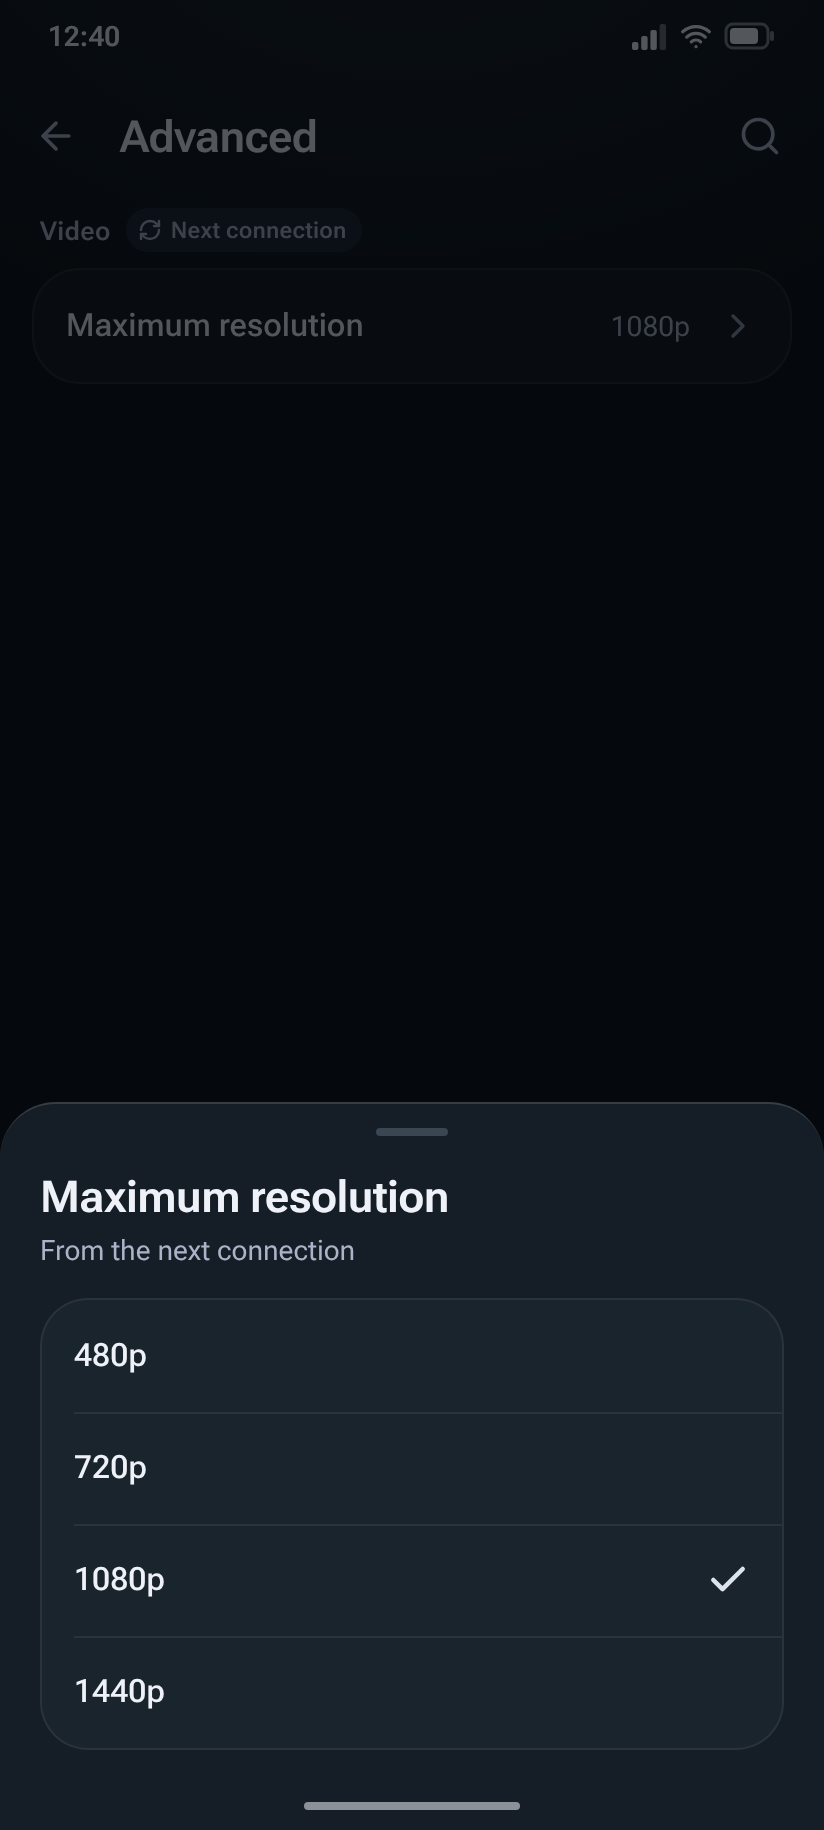 12:40
Advanced
Video
Next connection
Maximum resolution
1080p
Maximum resolution
From the next connection
480p
720p
1080p
1440p